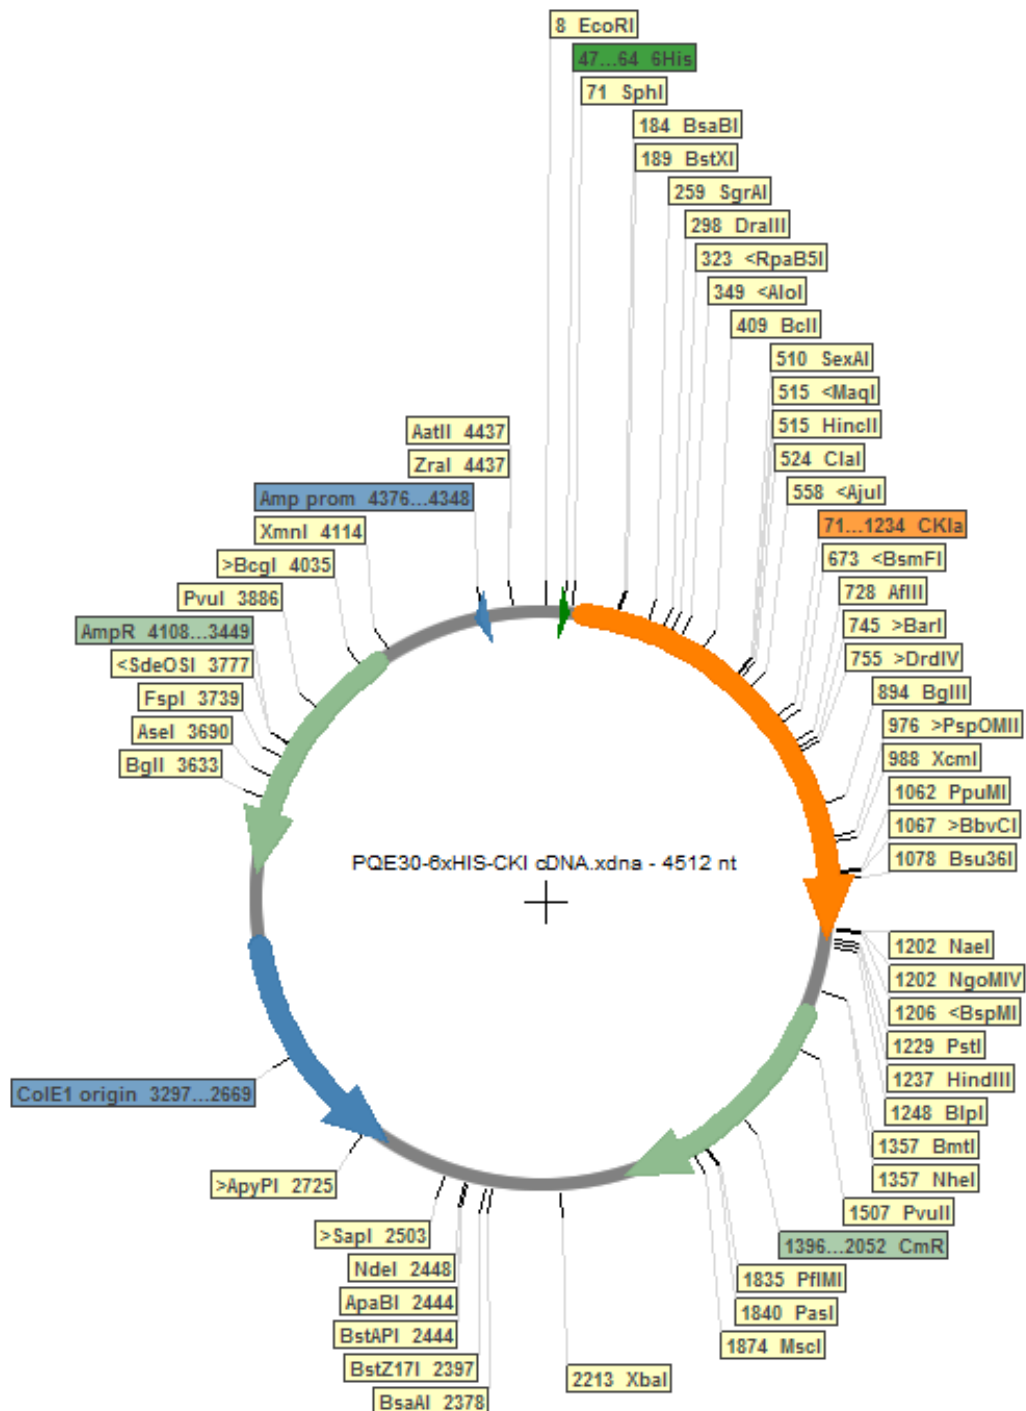 8 EcoRI
47...64 6His
71 SphI
184 BsaBI
189 BstXI
259 SgrAI
298 DraIII
323 <RpaB5I
349 <AloI
409 BclI
510 SexAI
515 <MaqI
515 HincII
524 ClaI
558 <AjuI
71...1234 CKIa
673 <BsmFI
728 AflII
745 >BarI
755 >DrdIV
894 BglII
976 >PspOMII
988 XcmI
1062 PpuMI
1067 >BbvCI
1078 Bsu36I
1202 NaeI
1202 NgoMIV
1206 <BspMI
1229 PstI
1237 HindIII
1248 BlpI
1357 BmtI
1357 NheI
1507 PvuII
1396...2052 CmR
1835 PflMI
1840 PasI
1874 MscI
2213 XbaI
BsaAI 2378
BstZ17I 2397
BstAPI 2444
ApaBI 2444
NdeI 2448
>SapI 2503
>ApyPI 2725
ColE1 origin 3297...2669
BglI 3633
AseI 3690
FspI 3739
<SdeOSI 3777
AmpR 4108...3449
PvuI 3886
>BcgI 4035
XmnI 4114
Amp prom 4376...4348
ZraI 4437
AatII 4437
PQE30-6xHIS-CKI cDNA.xdna - 4512 nt